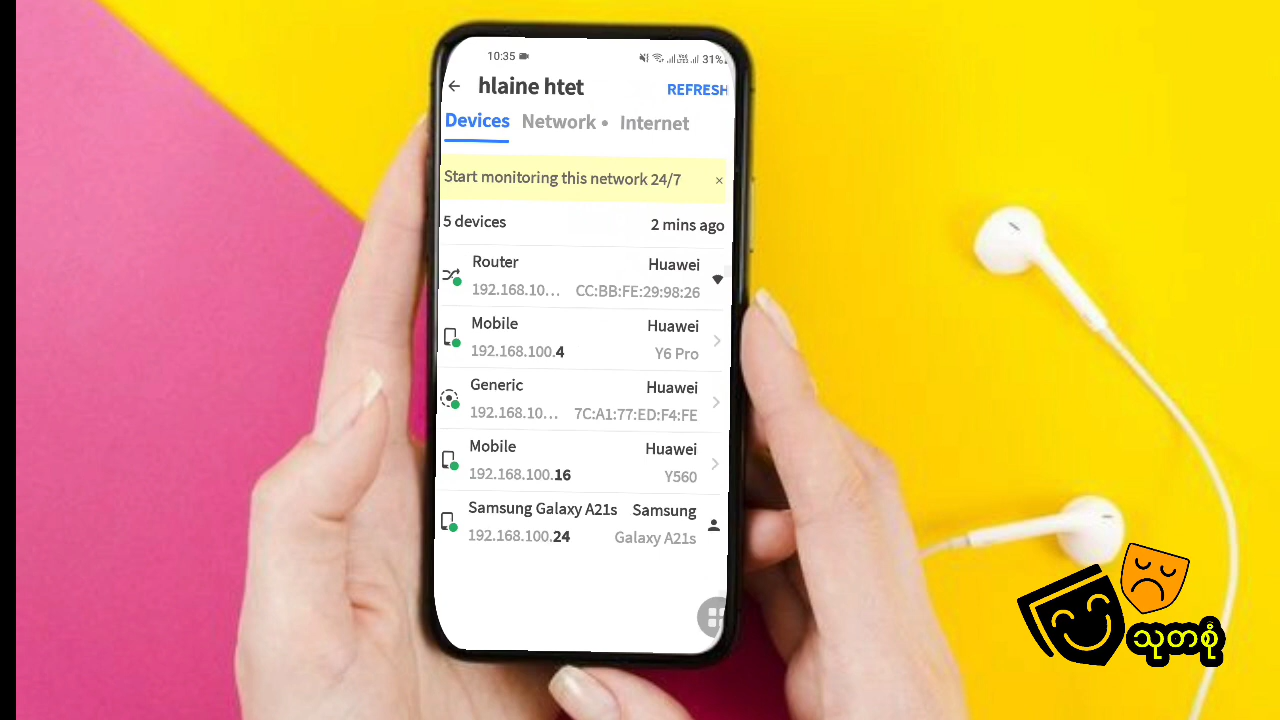 10:35 31%
hlaine htet REFRESH
Devices Network • Internet
Start monitoring this network 24/7 ×
5 devices 2 mins ago
Router Huawei
192.168.10... CC:BB:FE:29:98:26
Mobile Huawei
192.168.100.4 Y6 Pro
Generic Huawei
192.168.10... 7C:A1:77:ED:F4:FE
Mobile Huawei
192.168.100.16 Y560
Samsung Galaxy A21s Samsung
192.168.100.24 Galaxy A21s
သုတစုံ